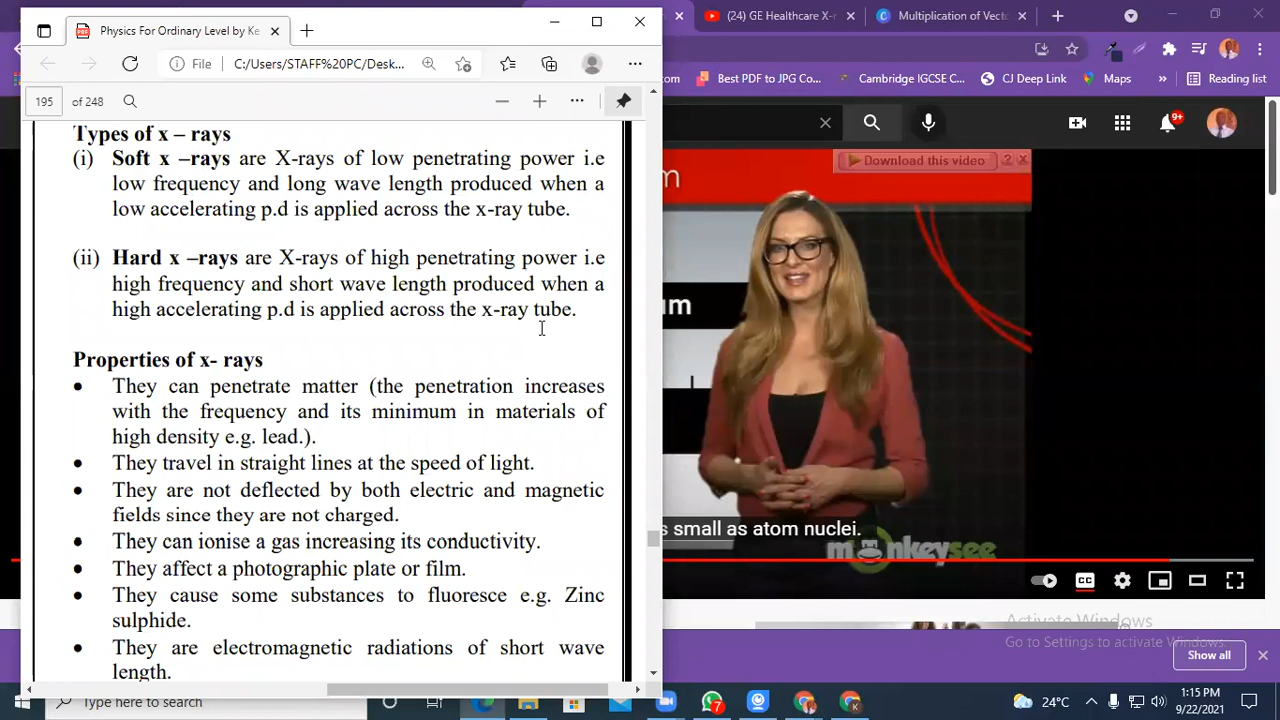 Physics For Ordinary Level by Ke
(24) GE Healthcare X-r
Multiplication of Vect
File
C:/Users/STAFF%20PC/Desk...
om
Best PDF to JPG Co
Cambridge IGCSE C
CJ Deep Link
Maps
Reading list
195 of 248
9+
Types of x – rays
(i) Soft x –rays are X-rays of low penetrating power i.e
low frequency and long wave length produced when a
low accelerating p.d is applied across the x-ray tube.
(ii) Hard x –rays are X-rays of high penetrating power i.e
high frequency and short wave length produced when a
high accelerating p.d is applied across the x-ray tube.
Properties of x- rays
• They can penetrate matter (the penetration increases
with the frequency and its minimum in materials of
high density e.g. lead.).
• They travel in straight lines at the speed of light.
• They are not deflected by both electric and magnetic
fields since they are not charged.
• They can ionise a gas increasing its conductivity.
• They affect a photographic plate or film.
• They cause some substances to fluoresce e.g. Zinc
sulphide.
• They are electromagnetic radiations of short wave
length.
Download this video
m
um
s small as atom nuclei.
monkeysee
CC
Activate Windows
Go to Settings to activate Windows.
Show all
Type here to search
7
24°C
1:15 PM
9/22/2021